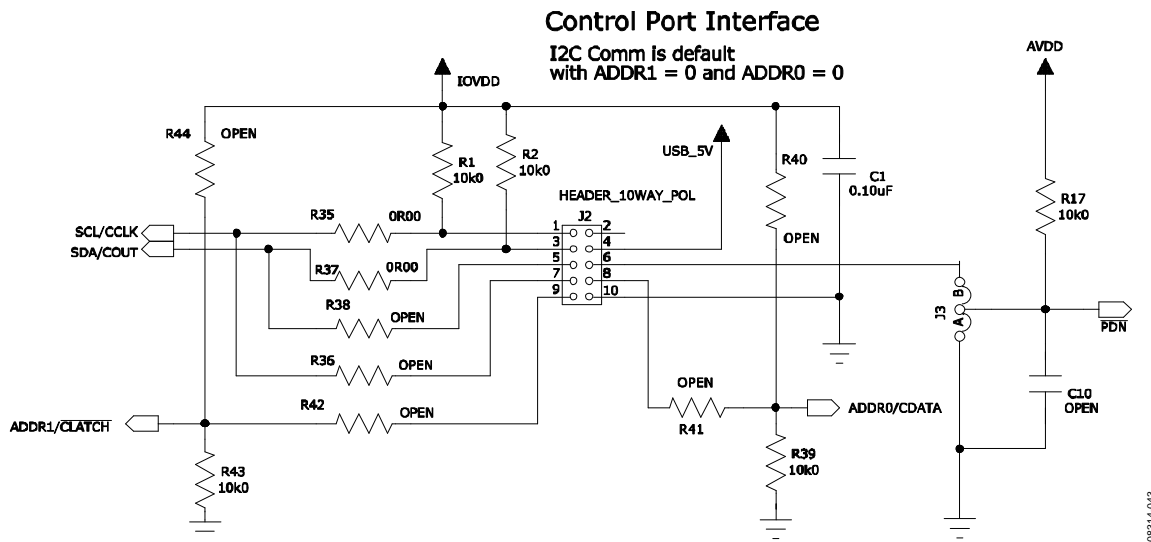 Control Port Interface
I2C Comm is default
with ADDR1 = 0 and ADDR0 = 0
AVDD
IOVDD
R44
OPEN
R1
10k0
R2
10k0
USB_5V
R40
OPEN
C1
0.10uF
R17
10k0
HEADER_10WAY_POL
J2
SCL/CCLK
SDA/COUT
R35
0R00
R37
0R00
R38
OPEN
R36
OPEN
R42
OPEN
1
2
3
4
5
6
7
8
9
10
B
A
J3
PDN
C10
OPEN
OPEN
R41
ADDR0/CDATA
ADDR1/CLATCH
R43
10k0
R39
10k0
08314-043